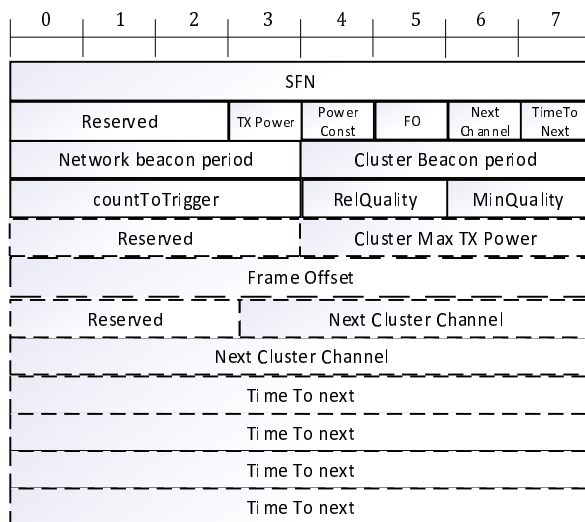 0 1 2 3 4 5 6 7
SFN
Reserved TX Power Power Const FO Next Channel TimeTo Next
Network beacon period Cluster Beacon period
countToTrigger RelQuality MinQuality
Reserved Cluster Max TX Power
Frame Offset
Reserved Next Cluster Channel
Next Cluster Channel
Time To next
Time To next
Time To next
Time To next